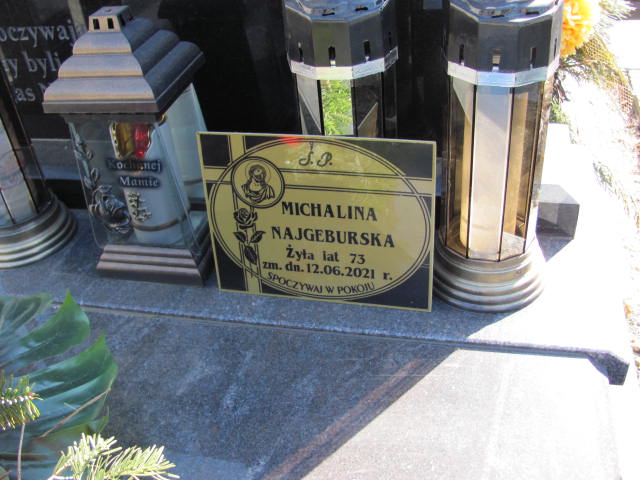 Kochanej
Mamie
Ś.P.
MICHALINA
NAJGEBURSKA
Żyła lat 73
zm. dn. 12.06.2021 r.
SPOCZYWAJ W POKOJU